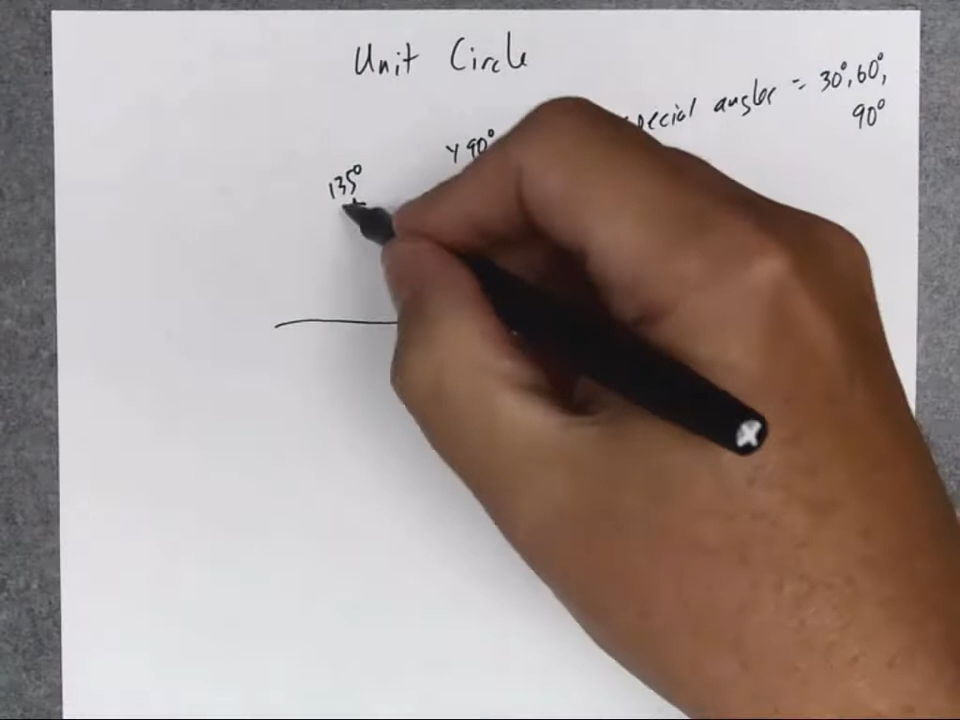 Unit Circle
special angles = 30°, 60°,
90°
y 90°
135°